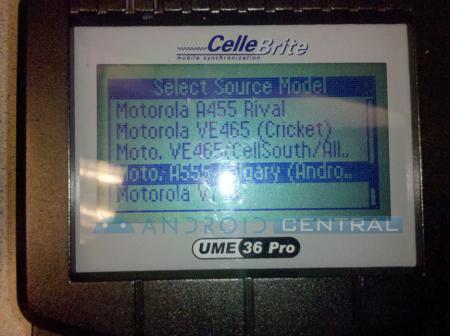 CelleBrite
mobile synchronization
Select Source Model
Motorola A455 Rival
Motorola VE465 (Cricket)
Moto. VE465(CellSouth/All..
Moto. A555 (Andro..
Motorola
ANDROID CENTRAL
UME 36 Pro